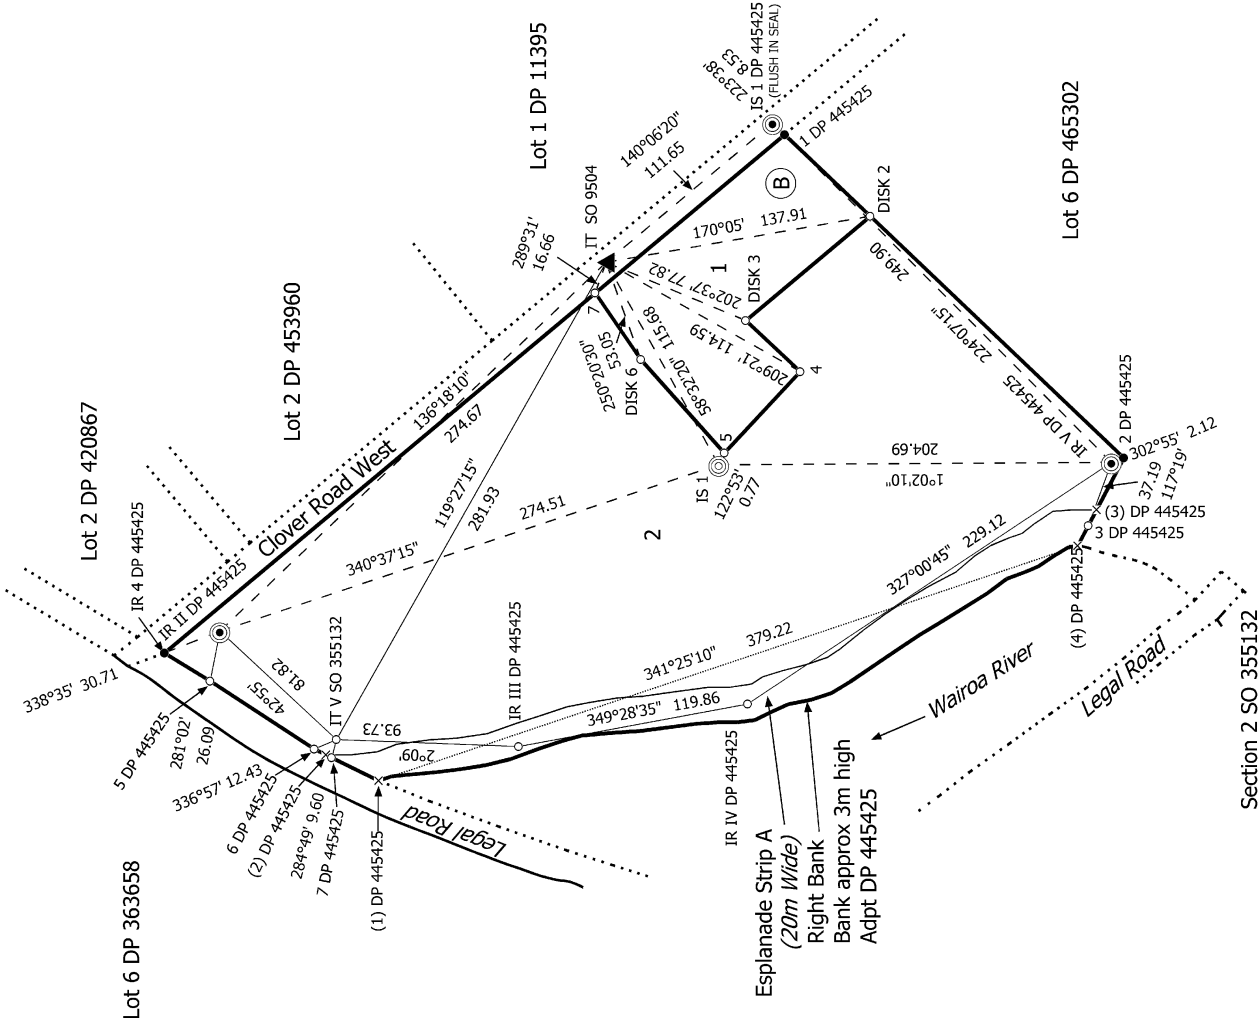 Lot 1 DP 11395
IS 1 DP 445425
(FLUSH IN SEAL)
223°38'
8.53
1 DP 445425
140°06'20"
111.65
Lot 6 DP 465302
B
DISK 2
170°05' 137.91
IT SO 9504
289°31'
16.66
1
DISK 3
202°37' 77.82
209°21' 114.59
4
7
250°20'30"
53.05
DISK 6
58°32'20" 115.68
5
IS 1
122°53'
0.77
249.90
224°07'15"
IR V DP 445425
2 DP 445425
302°55' 2.12
204.69
1°02'10"
37.19
117°19'
(3) DP 445425
3 DP 445425
(4) DP 445425
Lot 2 DP 453960
Lot 2 DP 420867
136°18'10"
274.67
Clover Road West
119°27'15"
281.93
274.51
340°37'15"
2
IR 4 DP 445425
IR II DP 445425
338°35' 30.71
81.82
42°55'
IT V SO 355132
5 DP 445425
281°02'
26.09
336°57' 12.43
6 DP 445425
(2) DP 445425
284°49' 9.60
7 DP 445425
(1) DP 445425
Legal Road
93.73
2°09'
IR III DP 445425
349°28'35" 119.86
341°25'10" 379.22
327°00'45" 229.12
IR IV DP 445425
Esplanade Strip A
(20m Wide)
Right Bank
Bank approx 3m high
Adpt DP 445425
Wairoa River
Legal Road
Section 2 SO 355132
Lot 6 DP 363658